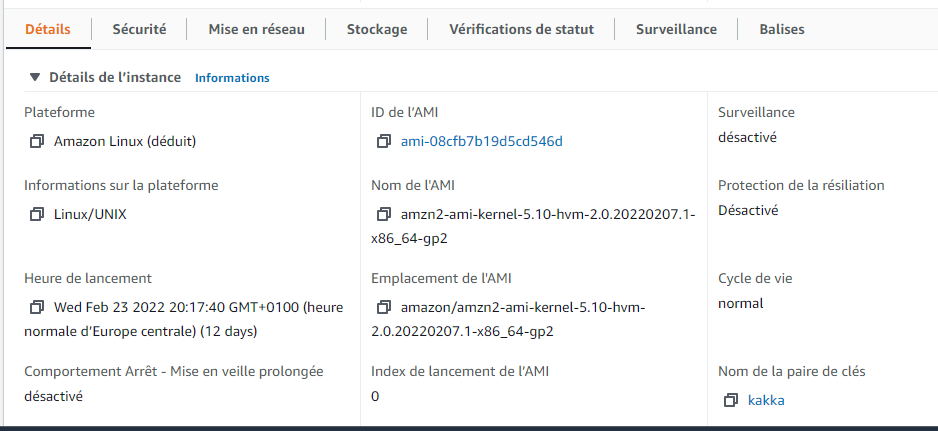 Détails Sécurité Mise en réseau Stockage Vérifications de statut Surveillance Balises
Détails de l'instance Informations
Plateforme
Amazon Linux (déduit)
ID de l'AMI
ami-08cfb7b19d5cd546d
Surveillance
désactivé
Informations sur la plateforme
Linux/UNIX
Nom de l'AMI
amzn2-ami-kernel-5.10-hvm-2.0.20220207.1-
x86_64-gp2
Protection de la résiliation
Désactivé
Heure de lancement
Wed Feb 23 2022 20:17:40 GMT+0100 (heure
normale d'Europe centrale) (12 days)
Emplacement de l'AMI
amazon/amzn2-ami-kernel-5.10-hvm-
2.0.20220207.1-x86_64-gp2
Cycle de vie
normal
Comportement Arrêt - Mise en veille prolongée
désactivé
Index de lancement de l'AMI
0
Nom de la paire de clés
kakka